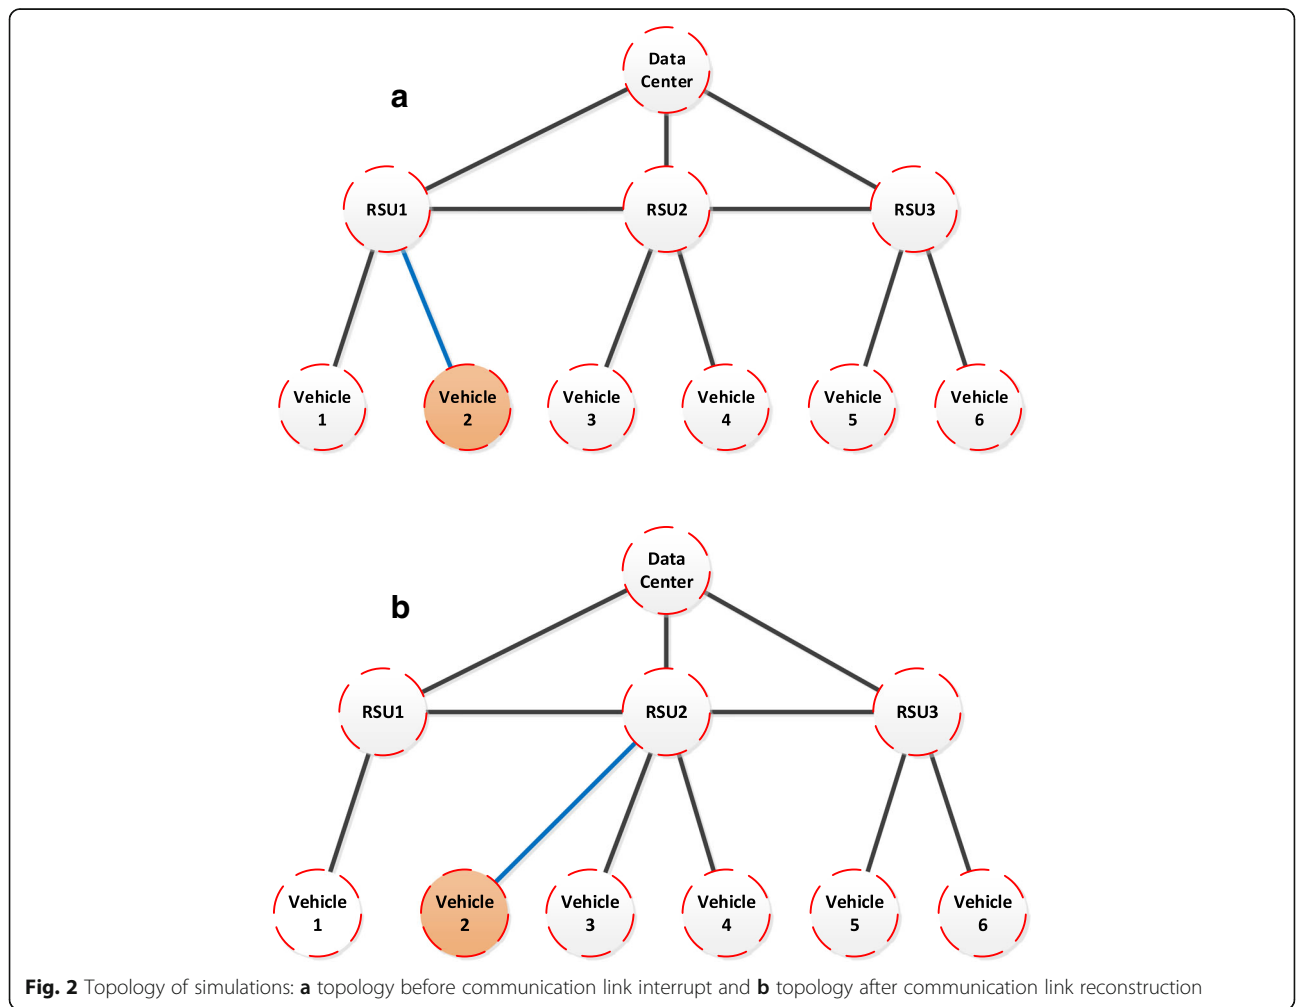 Data
Center
a
RSU1
RSU2
RSU3
Vehicle
1
Vehicle
2
Vehicle
3
Vehicle
4
Vehicle
5
Vehicle
6
Data
Center
b
RSU1
RSU2
RSU3
Vehicle
1
Vehicle
2
Vehicle
3
Vehicle
4
Vehicle
5
Vehicle
6
Fig. 2 Topology of simulations: a topology before communication link interrupt and b topology after communication link reconstruction